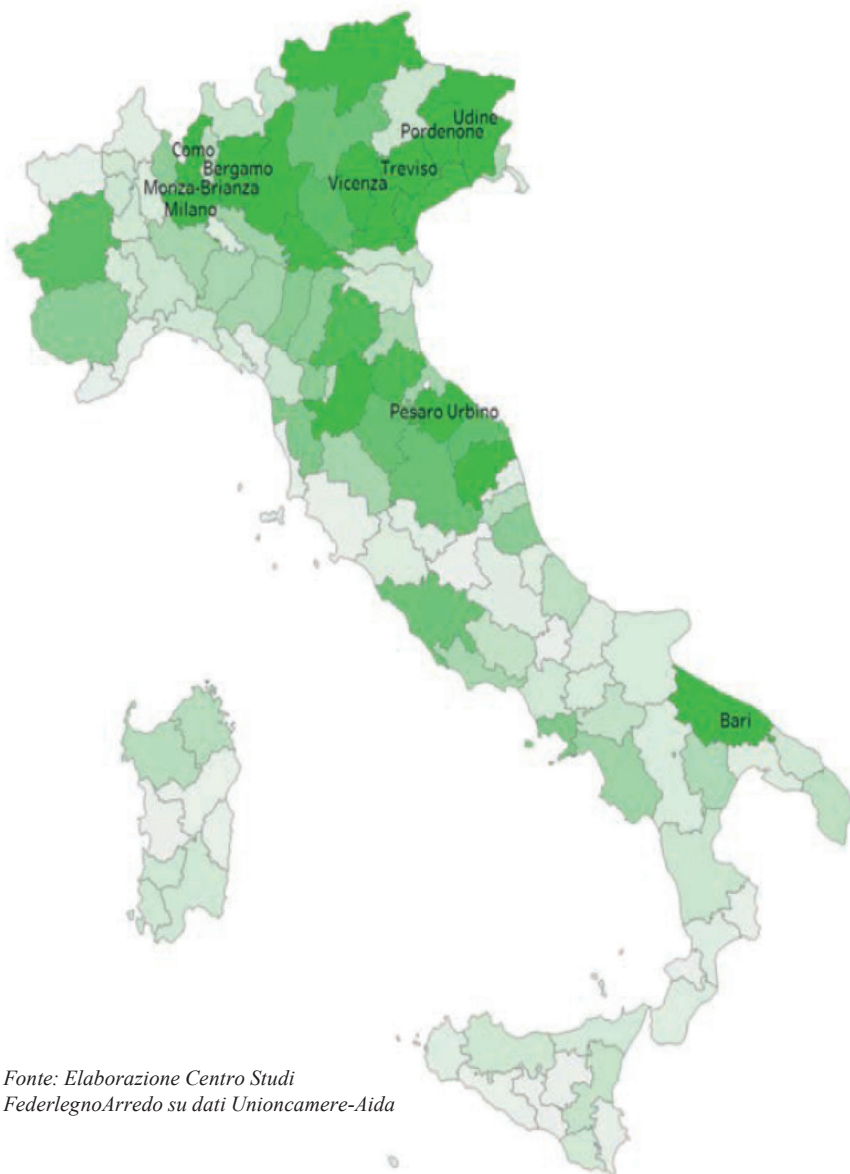 Udine
Pordenone
Como
Bergamo
Treviso
Vicenza
Monza-Brianza
Milano
Pesaro Urbino
Bari
Fonte: Elaborazione Centro Studi
FederlegnoArredo su dati Unioncamere-Aida